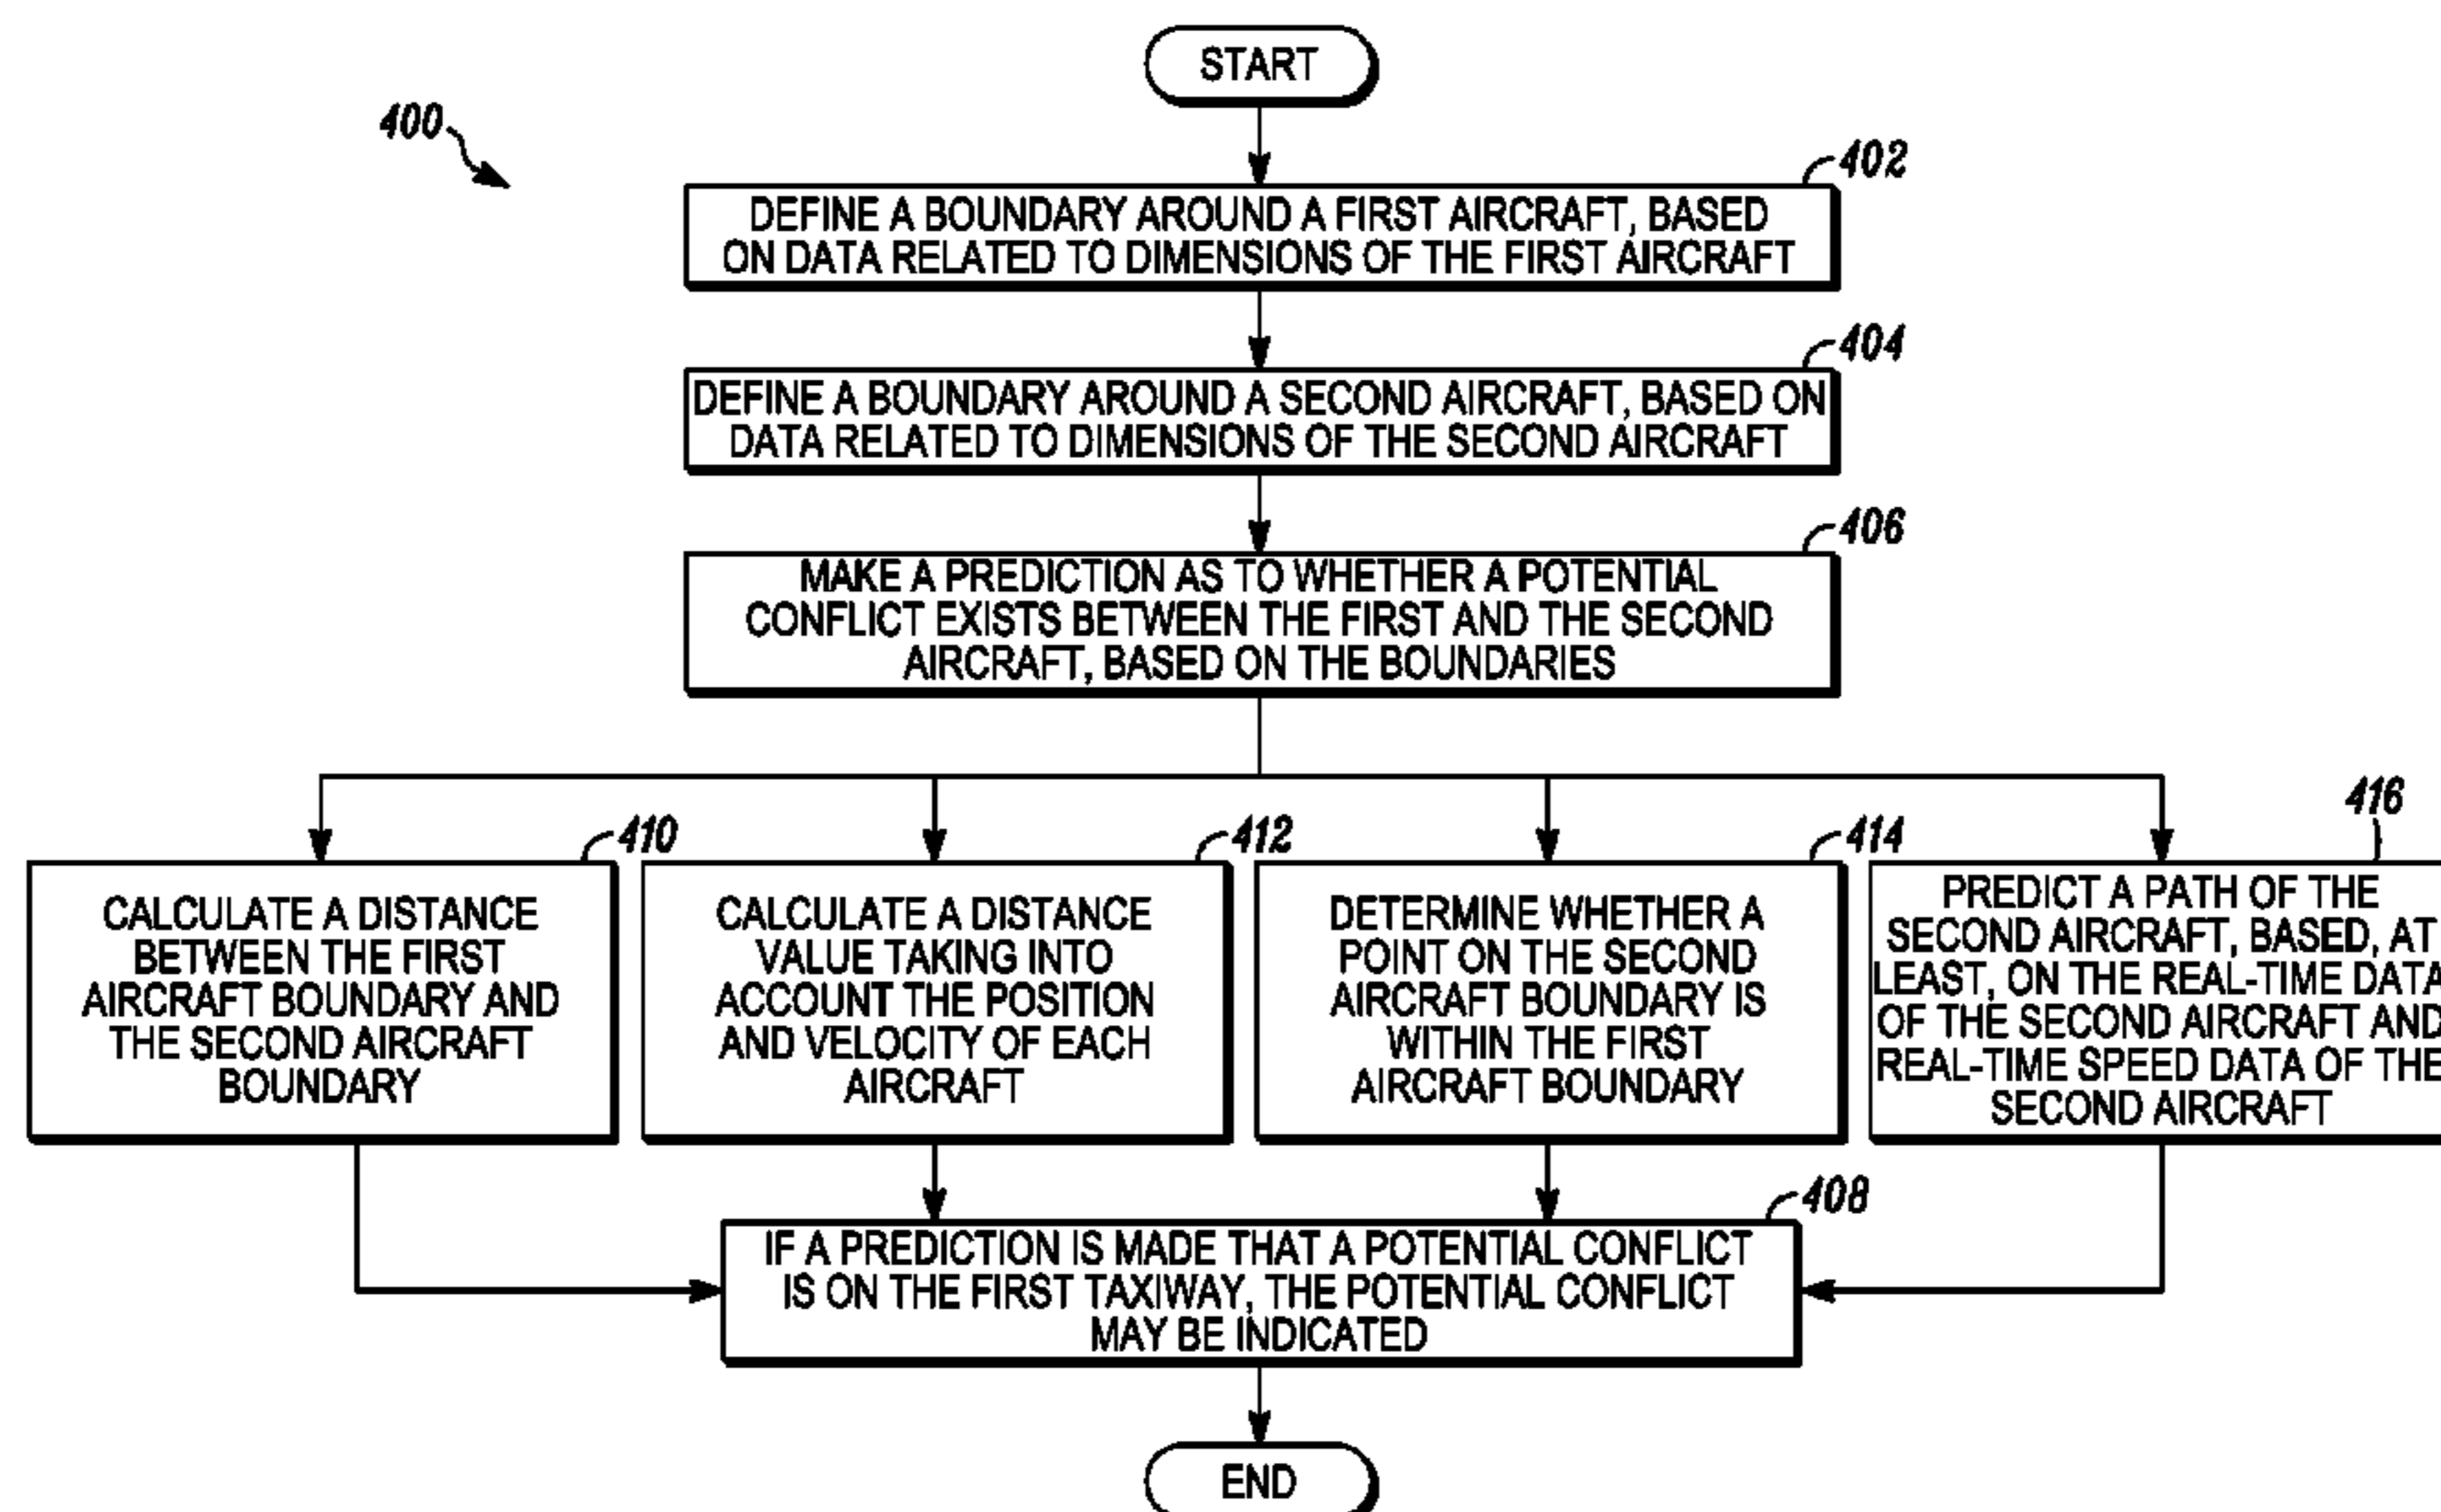 START
400
402
DEFINE A BOUNDARY AROUND A FIRST AIRCRAFT, BASED
ON DATA RELATED TO DIMENSIONS OF THE FIRST AIRCRAFT
404
DEFINE A BOUNDARY AROUND A SECOND AIRCRAFT, BASED ON
DATA RELATED TO DIMENSIONS OF THE SECOND AIRCRAFT
406
MAKE A PREDICTION AS TO WHETHER A POTENTIAL
CONFLICT EXISTS BETWEEN THE FIRST AND THE SECOND
AIRCRAFT, BASED ON THE BOUNDARIES
410
CALCULATE A DISTANCE
BETWEEN THE FIRST
AIRCRAFT BOUNDARY AND
THE SECOND AIRCRAFT
BOUNDARY
412
CALCULATE A DISTANCE
VALUE TAKING INTO
ACCOUNT THE POSITION
AND VELOCITY OF EACH
AIRCRAFT
414
DETERMINE WHETHER A
POINT ON THE SECOND
AIRCRAFT BOUNDARY IS
WITHIN THE FIRST
AIRCRAFT BOUNDARY
416
PREDICT A PATH OF THE
SECOND AIRCRAFT, BASED, AT
LEAST, ON THE REAL-TIME DATA
OF THE SECOND AIRCRAFT AND
REAL-TIME SPEED DATA OF THE
SECOND AIRCRAFT
408
IF A PREDICTION IS MADE THAT A POTENTIAL CONFLICT
IS ON THE FIRST TAXIWAY, THE POTENTIAL CONFLICT
MAY BE INDICATED
END